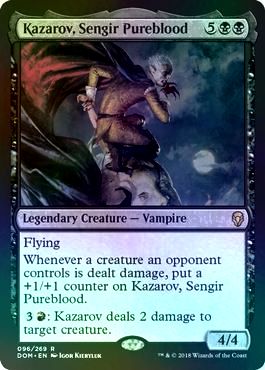 Kazarov, Sengir Pureblood 5
Legendary Creature — Vampire
Flying
Whenever a creature an opponent
controls is dealt damage, put a
+1/+1 counter on Kazarov, Sengir
Pureblood.
3 : Kazarov deals 2 damage to
target creature.
4/4
096/269 R
DOM • EN IGOR KIERYLUK
™ & © 2018 Wizards of the Coast